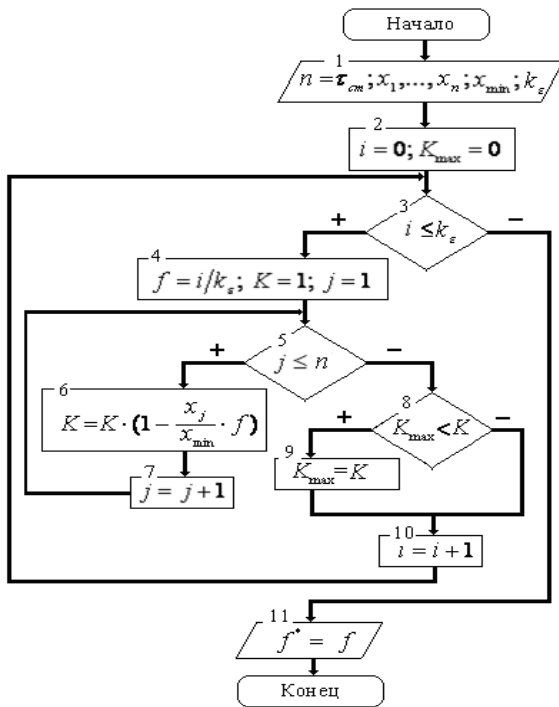 Начало
1
n = τ_cm; x_1,..., x_n; x_min; k_ε
2
i = 0; K_max = 0
3
i ≤ k_ε
+
−
4
f = i/k_ε; K = 1; j = 1
5
j ≤ n
+
−
6
K = K · (1 − x_j/x_min · f)
7
j = j + 1
8
K_max < K
+
−
9
K_max = K
10
i = i + 1
11
f* = f
Конец